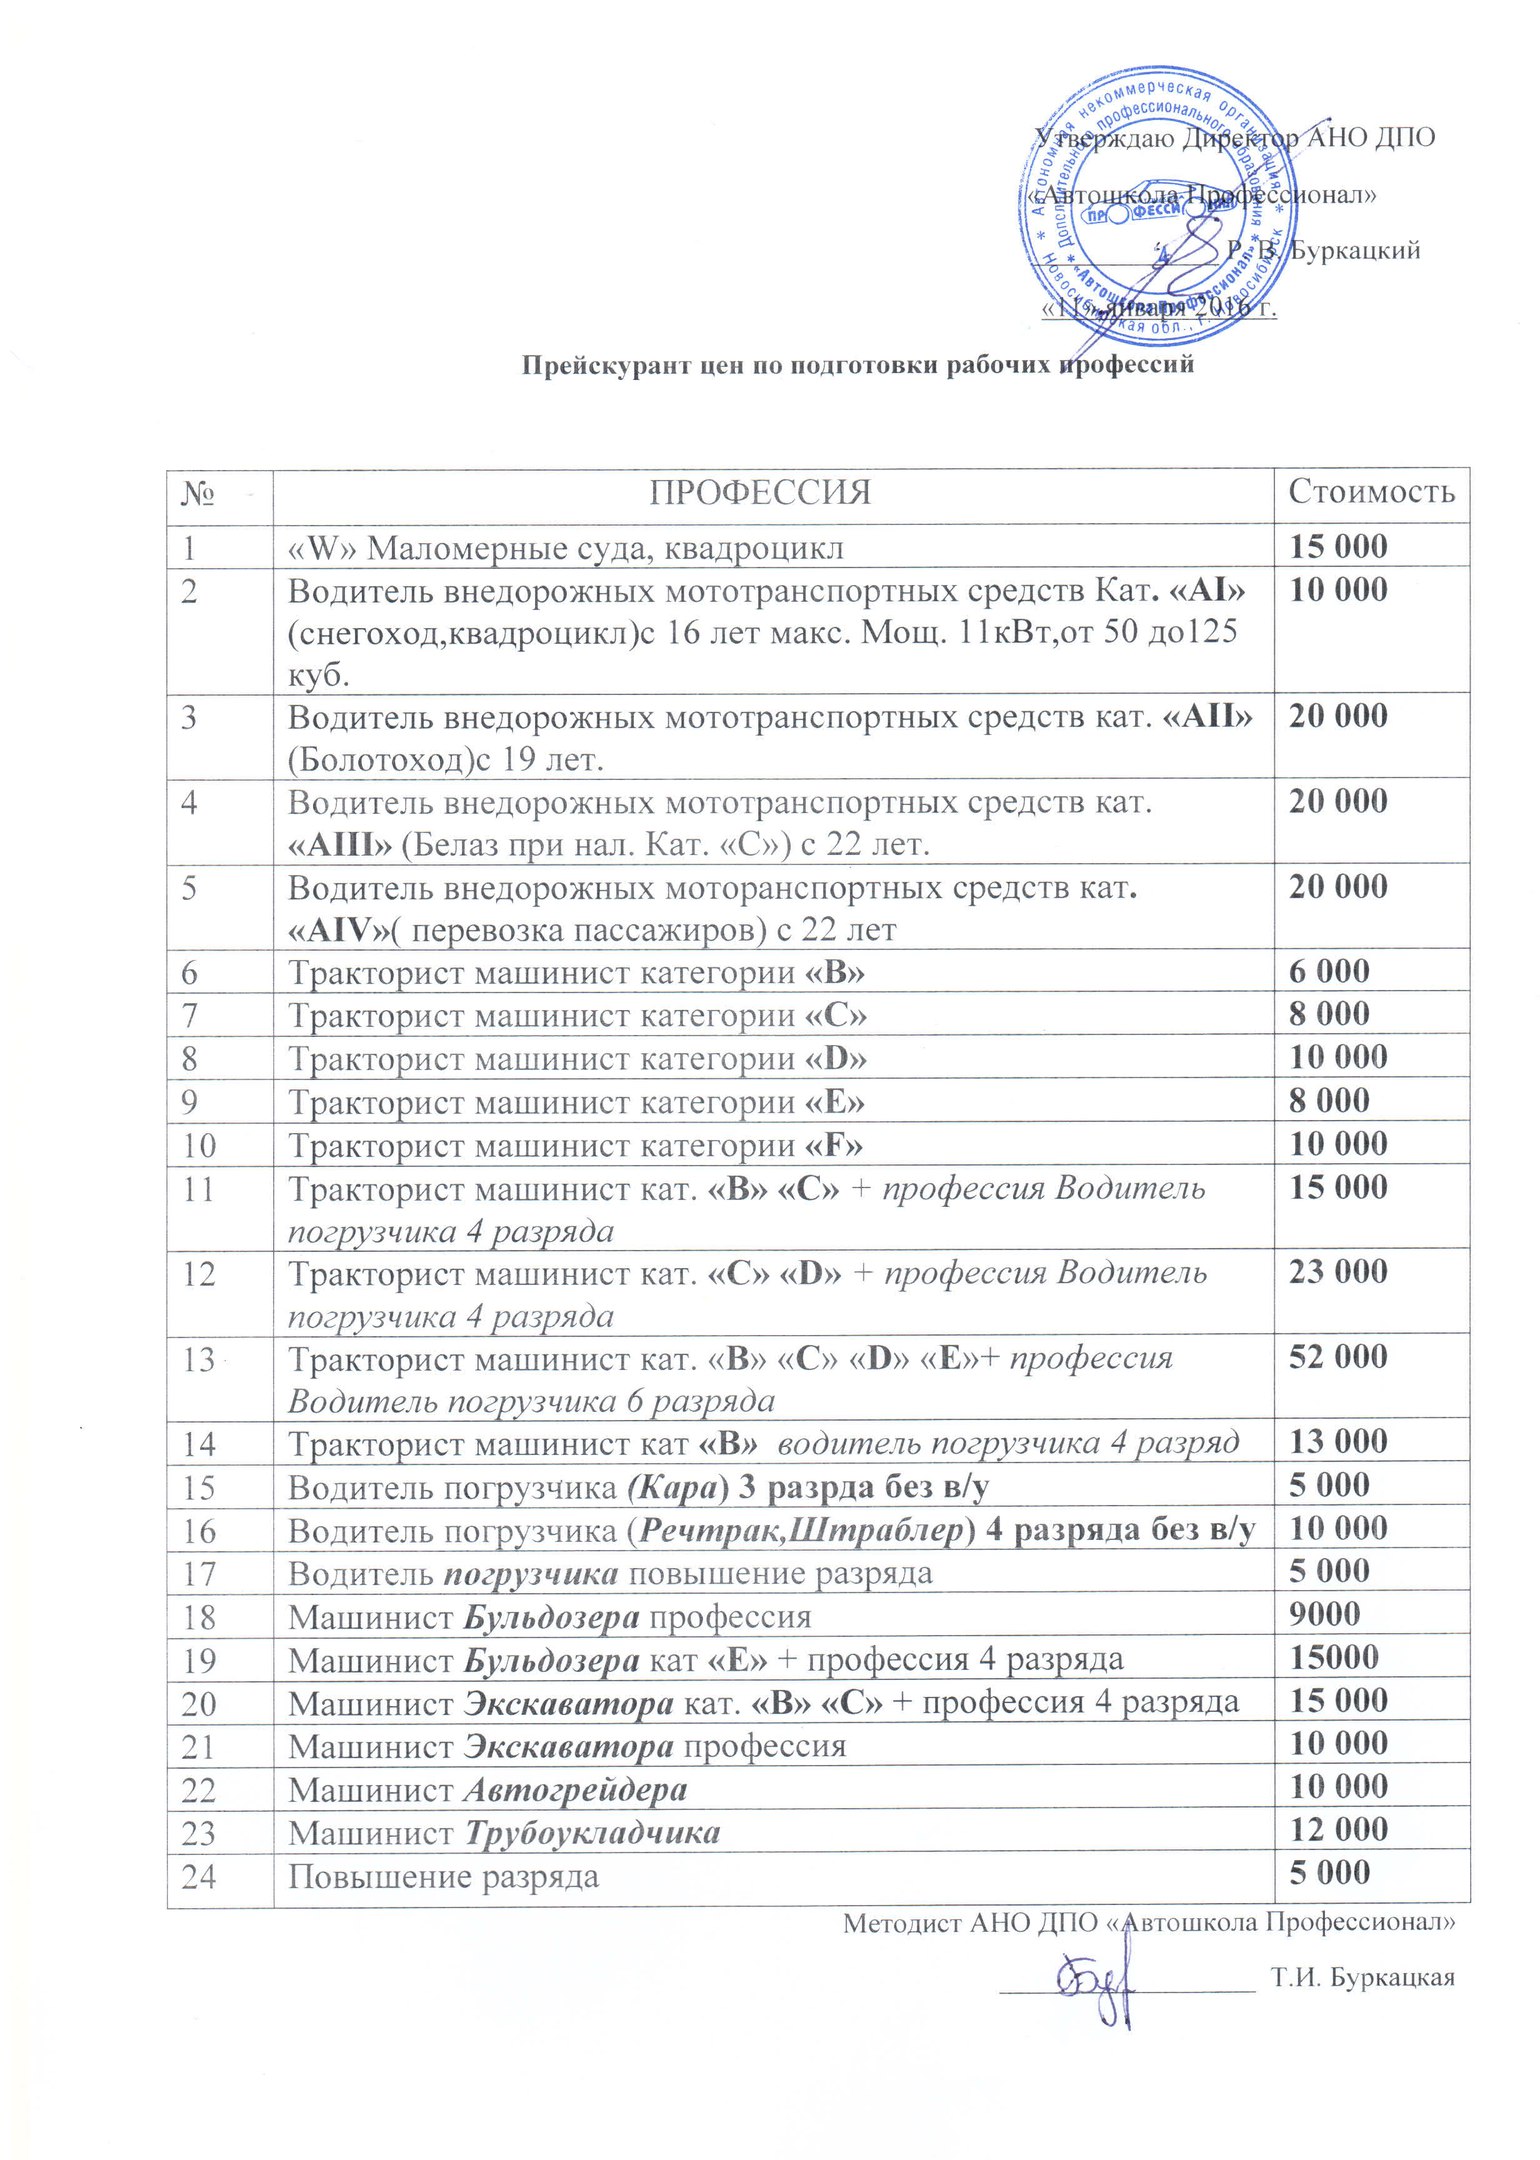 Автономная некоммерческая организация
Дополнительного профессионального образования
«Автошкола Профессионал»
Новосибирская обл., г. Новосибирск
ПРОФЕССИОНАЛ
Утверждаю Директор АНО ДПО
«Автошкола Профессионал»
Р. В. Буркацкий
«11» января 2016 г.
Прейскурант цен по подготовки рабочих профессий
№ ПРОФЕССИЯ Стоимость
1 «W» Маломерные суда, квадроцикл 15 000
2 Водитель внедорожных мототранспортных средств Кат. «AI» 10 000
(снегоход,квадроцикл)с 16 лет макс. Мощ. 11кВт,от 50 до125
куб.
3 Водитель внедорожных мототранспортных средств кат. «AII» 20 000
(Болотоход)с 19 лет.
4 Водитель внедорожных мототранспортных средств кат. 20 000
«AIII» (Белаз при нал. Кат. «С») с 22 лет.
5 Водитель внедорожных моторанспортных средств кат. 20 000
«AIV»( перевозка пассажиров) с 22 лет
6 Тракторист машинист категории «В» 6 000
7 Тракторист машинист категории «С» 8 000
8 Тракторист машинист категории «D» 10 000
9 Тракторист машинист категории «Е» 8 000
10 Тракторист машинист категории «F» 10 000
11 Тракторист машинист кат. «В» «С» + профессия Водитель 15 000
погрузчика 4 разряда
12 Тракторист машинист кат. «С» «D» + профессия Водитель 23 000
погрузчика 4 разряда
13 Тракторист машинист кат. «В» «С» «D» «Е»+ профессия 52 000
Водитель погрузчика 6 разряда
14 Тракторист машинист кат «В» водитель погрузчика 4 разряд 13 000
15 Водитель погрузчика (Кара) 3 разрда без в/у 5 000
16 Водитель погрузчика (Речтрак,Штраблер) 4 разряда без в/у 10 000
17 Водитель погрузчика повышение разряда 5 000
18 Машинист Бульдозера профессия 9000
19 Машинист Бульдозера кат «Е» + профессия 4 разряда 15000
20 Машинист Экскаватора кат. «В» «С» + профессия 4 разряда 15 000
21 Машинист Экскаватора профессия 10 000
22 Машинист Автогрейдера 10 000
23 Машинист Трубоукладчика 12 000
24 Повышение разряда 5 000
Методист АНО ДПО «Автошкола Профессионал»
Т.И. Буркацкая